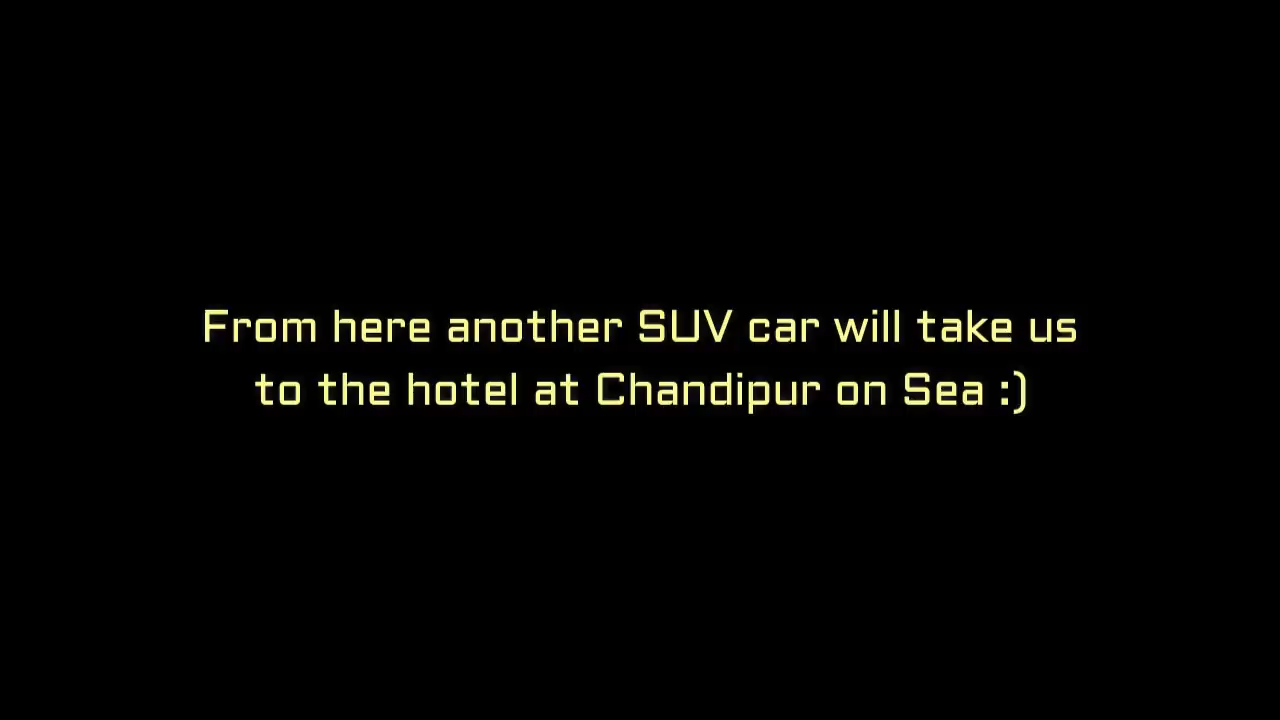 From here another SUV car will take us
to the hotel at Chandipur on Sea :)